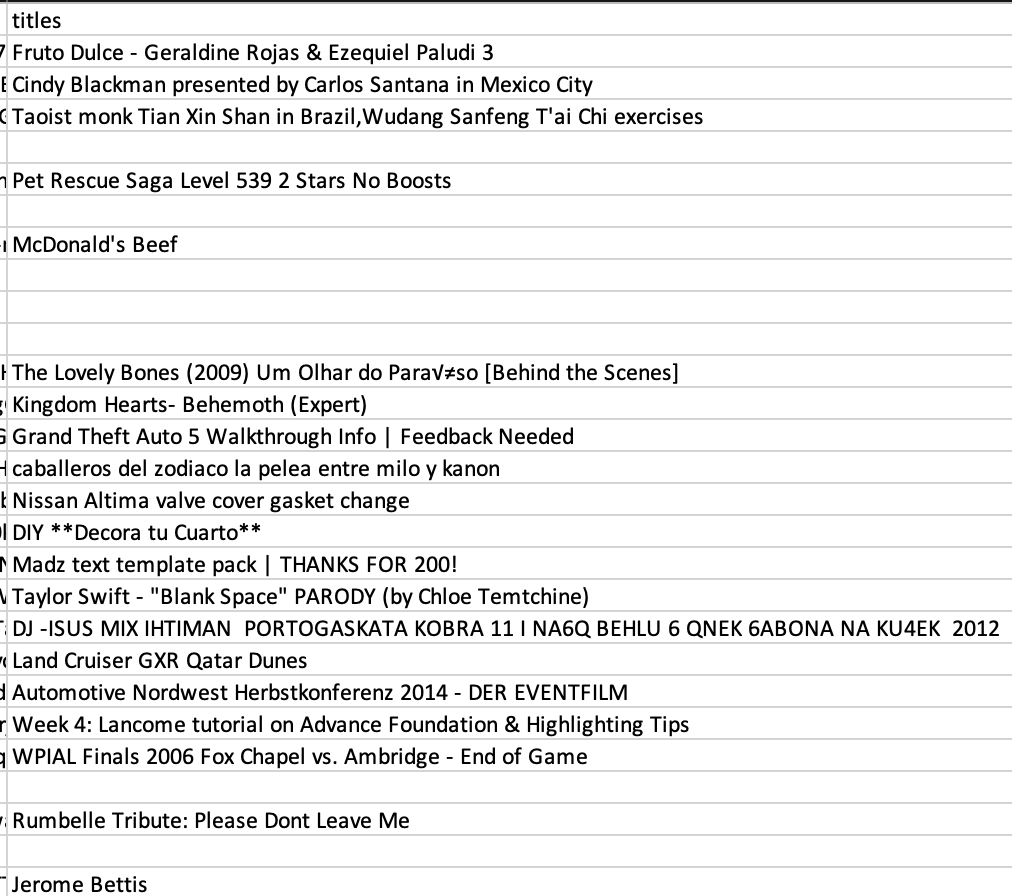 titles
Fruto Dulce - Geraldine Rojas & Ezequiel Paludi 3
Cindy Blackman presented by Carlos Santana in Mexico City
Taoist monk Tian Xin Shan in Brazil,Wudang Sanfeng T'ai Chi exercises
Pet Rescue Saga Level 539 2 Stars No Boosts
McDonald's Beef
The Lovely Bones (2009) Um Olhar do Para√≠so [Behind the Scenes]
Kingdom Hearts- Behemoth (Expert)
Grand Theft Auto 5 Walkthrough Info | Feedback Needed
caballeros del zodiaco la pelea entre milo y kanon
Nissan Altima valve cover gasket change
DIY **Decora tu Cuarto**
Madz text template pack | THANKS FOR 200!
Taylor Swift - "Blank Space" PARODY (by Chloe Temtchine)
DJ -ISUS MIX IHTIMAN  PORTOGASKATA KOBRA 11 I NA6Q BEHLU 6 QNEK 6ABONA NA KU4EK  2012
Land Cruiser GXR Qatar Dunes
Automotive Nordwest Herbstkonferenz 2014 - DER EVENTFILM
Week 4: Lancome tutorial on Advance Foundation & Highlighting Tips
WPIAL Finals 2006 Fox Chapel vs. Ambridge - End of Game
Rumbelle Tribute: Please Dont Leave Me
Jerome Bettis